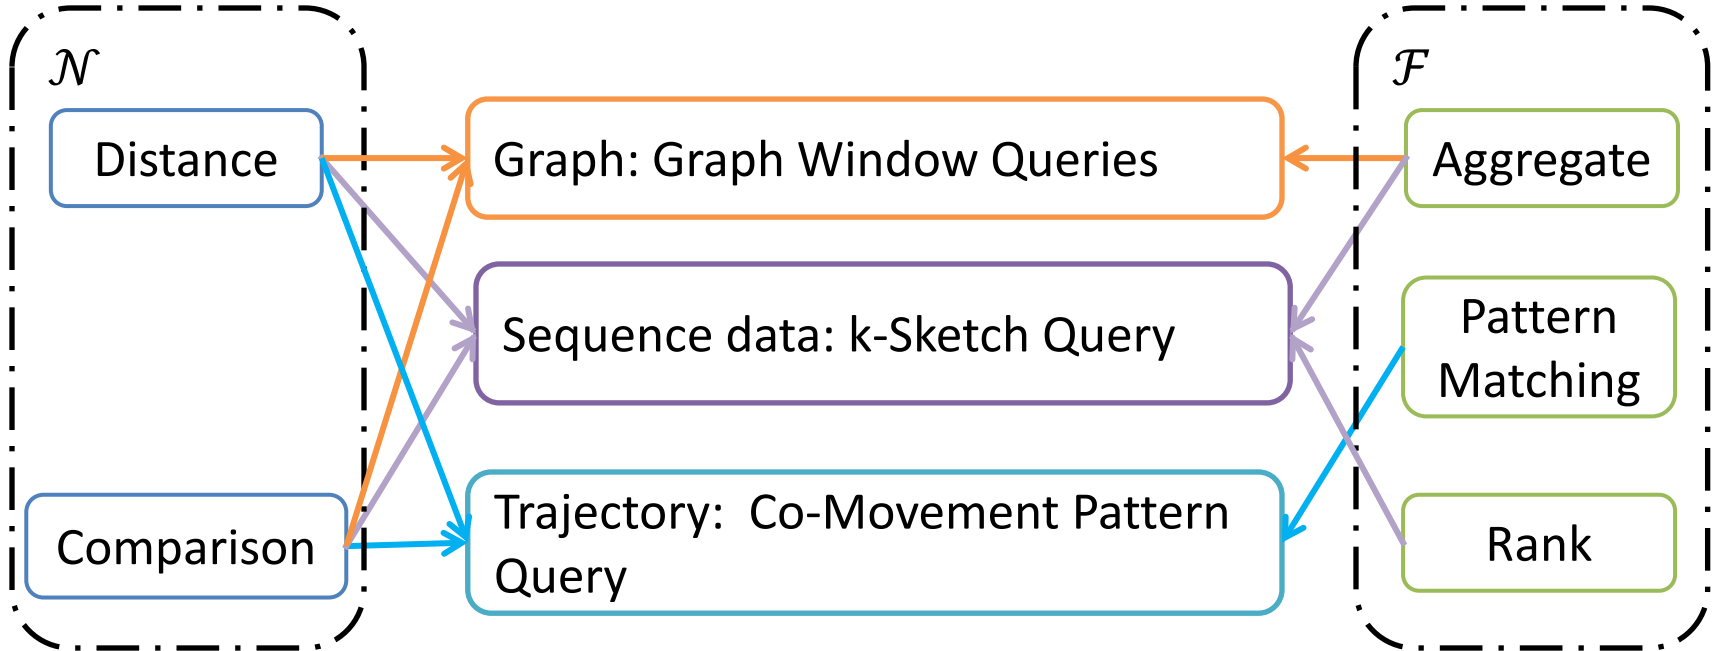 𝒩
Distance
Comparison
Graph: Graph Window Queries
Sequence data: k-Sketch Query
Trajectory:  Co-Movement Pattern
Query
ℱ
Aggregate
Pattern
Matching
Rank